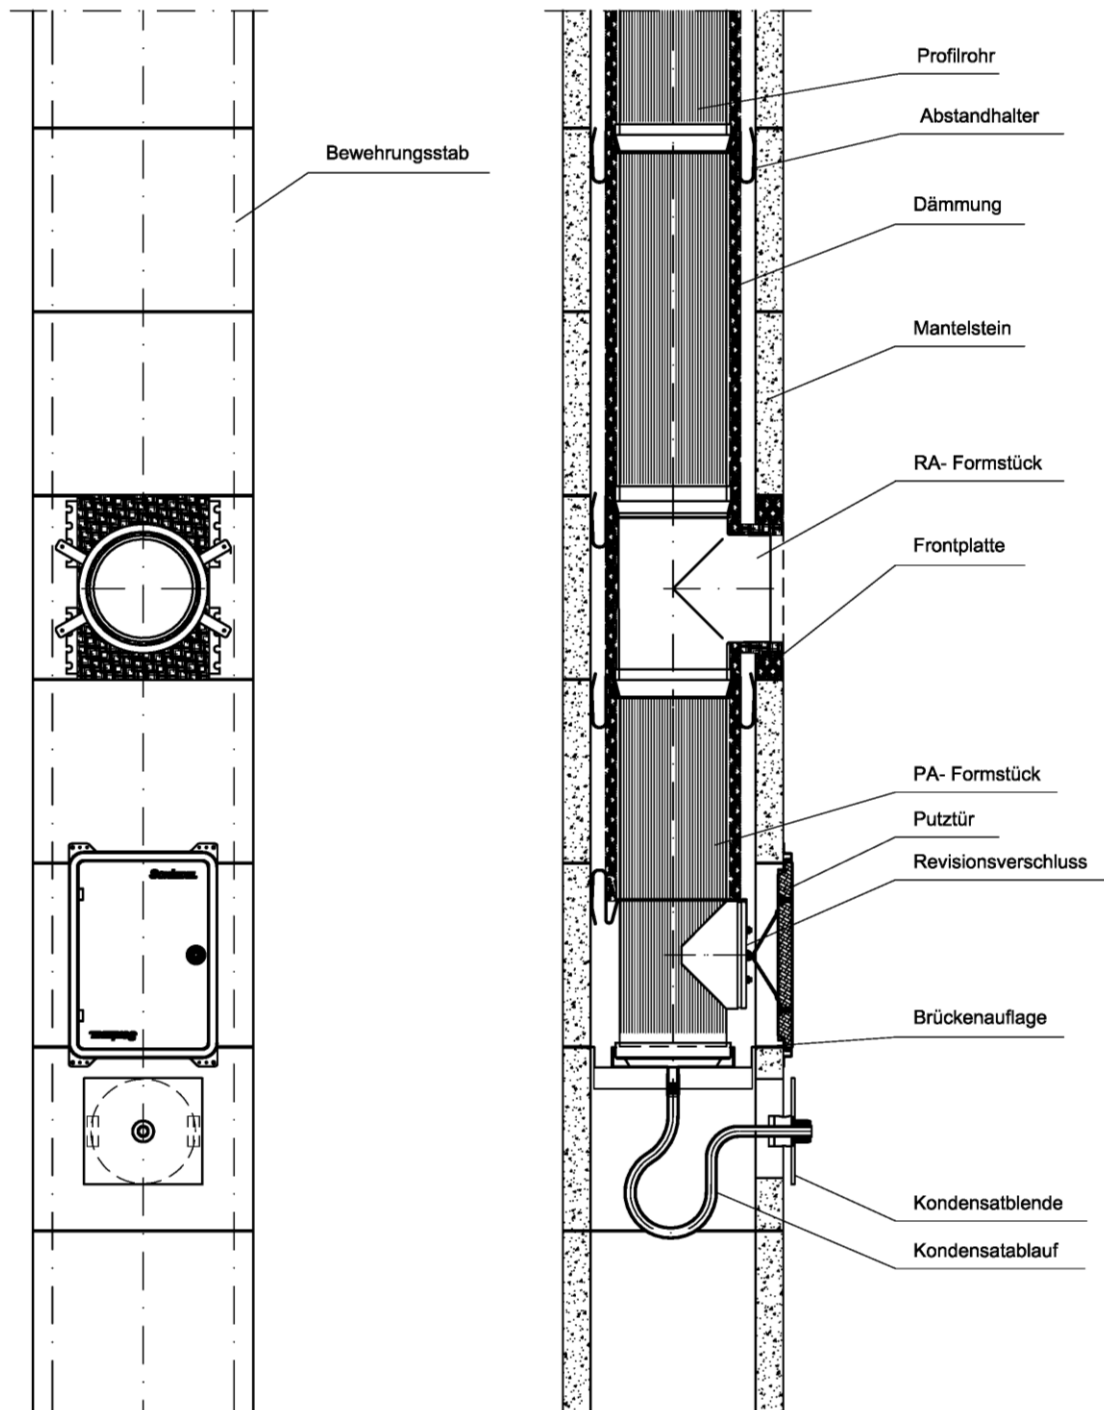 Profilrohr
Abstandhalter
Bewehrungsstab
Dämmung
Mantelstein
RA- Formstück
Frontplatte
PA- Formstück
Putztür
Revisionsverschluss
Brückenauflage
Kondensatblende
Kondensatablauf